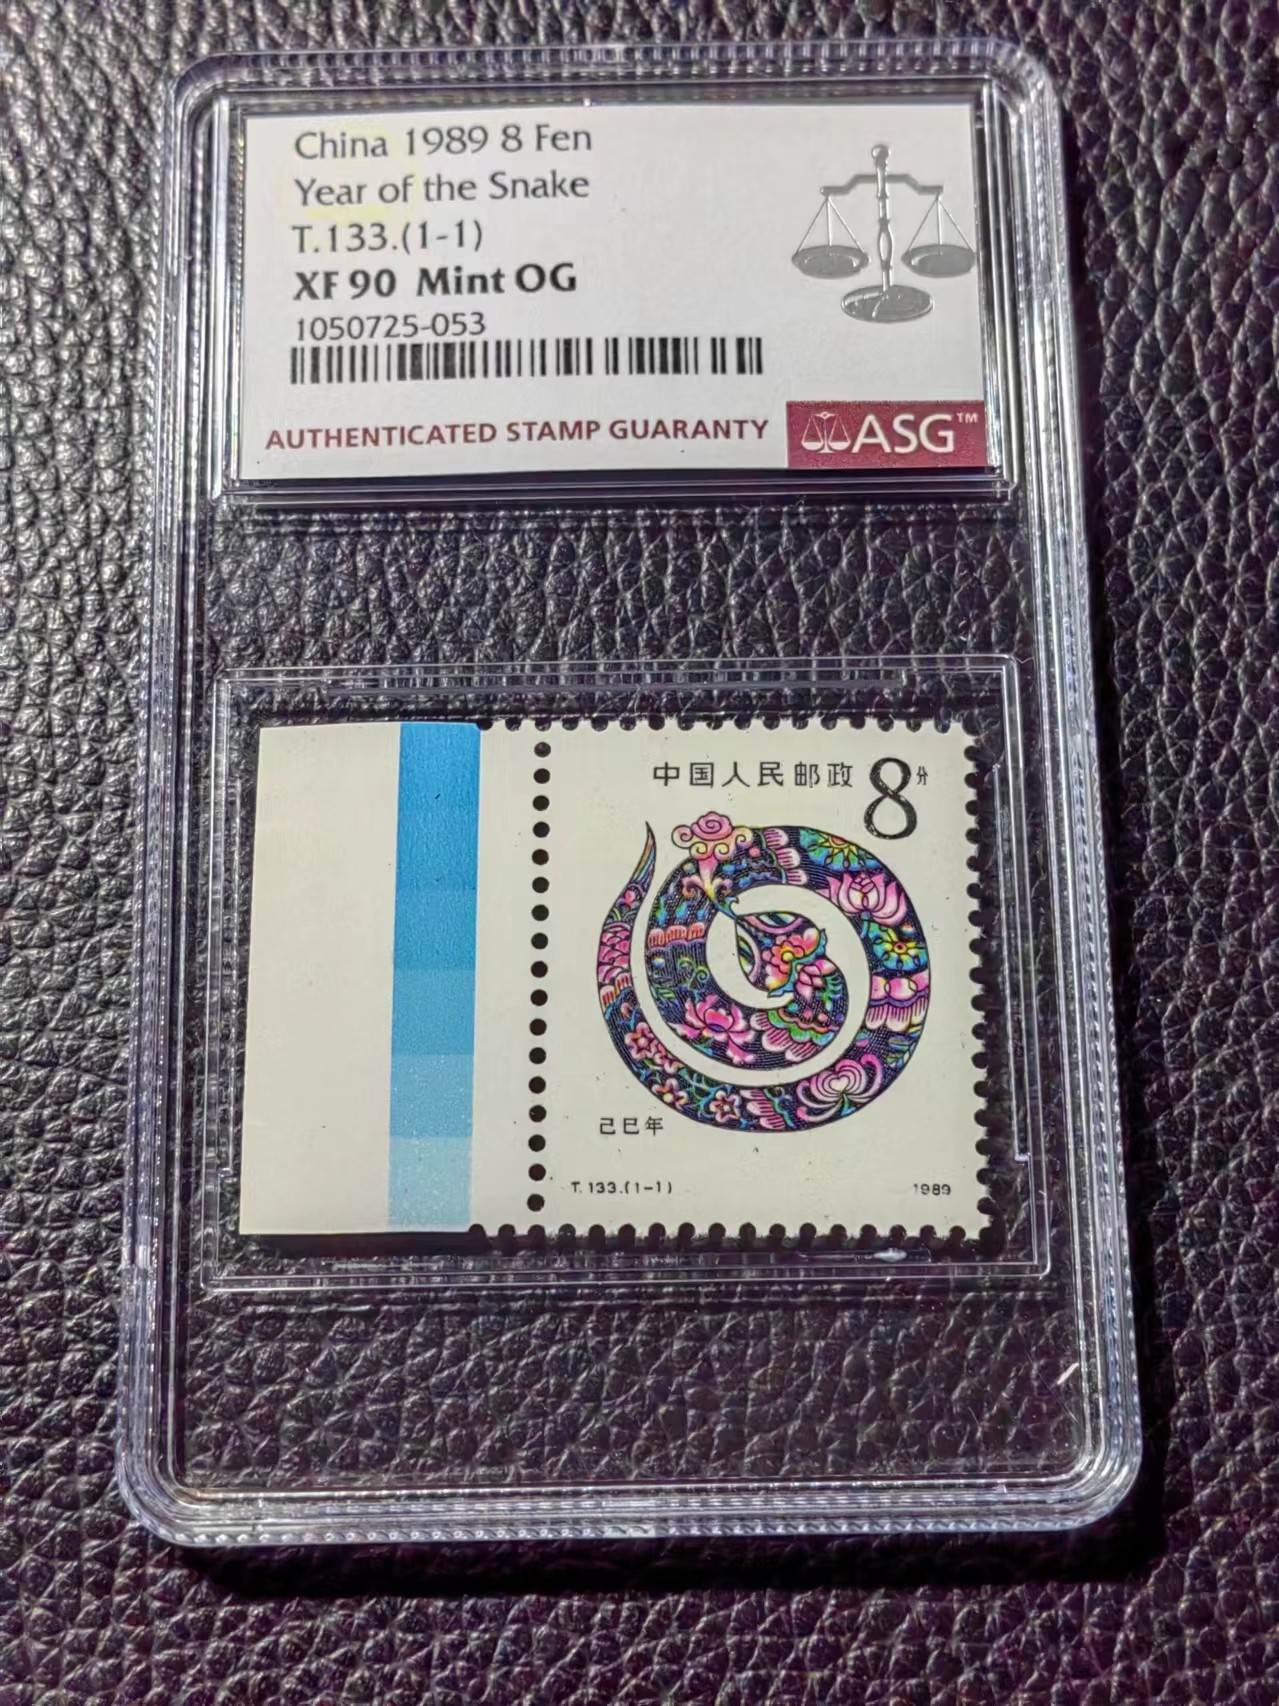 China 1989 8 Fen
Year of the Snake
T.133.(1-1)
XF 90 Mint OG
1050725-053
AUTHENTICATED STAMP GUARANTY
ASG™
中国人民邮政 8分
己巳年
T.133.(1-1) 1989